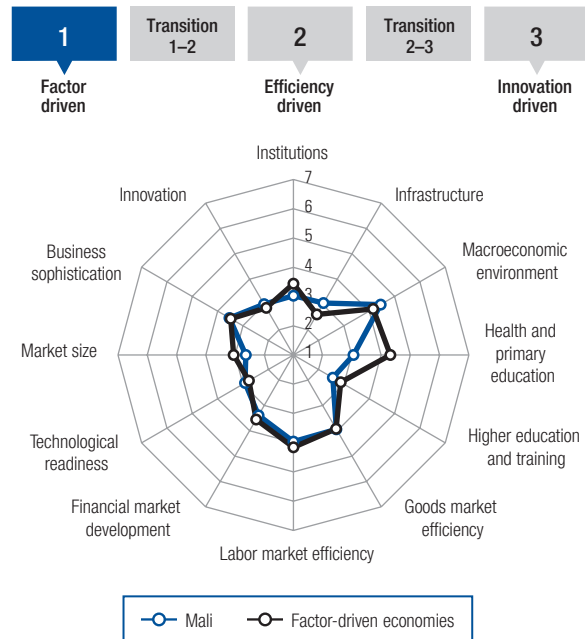 1
Transition
1–2
2
Transition
2–3
3
Factor
driven
Efficiency
driven
Innovation
driven
Institutions
7
6
5
4
3
2
1
Infrastructure
Macroeconomic
environment
Health and
primary
education
Higher education
and training
Goods market
efficiency
Labor market efficiency
Financial market
development
Technological
readiness
Market size
Business
sophistication
Innovation
Mali
Factor-driven economies